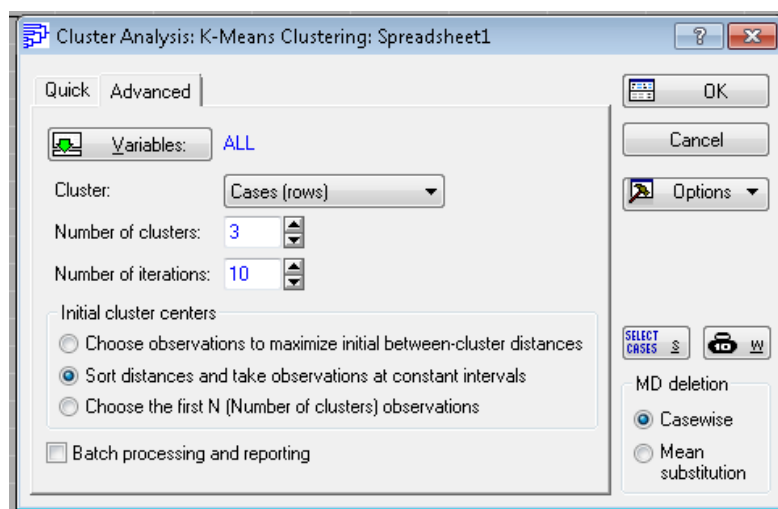 Cluster Analysis: K-Means Clustering: Spreadsheet1
?
Quick Advanced
OK
Variables: ALL
Cancel
Cluster: Cases (rows)
Options
Number of clusters: 3
Number of iterations: 10
Initial cluster centers
Choose observations to maximize initial between-cluster distances
SELECT CASES S
W
Sort distances and take observations at constant intervals
MD deletion
Choose the first N (Number of clusters) observations
Casewise
Batch processing and reporting
Mean
substitution